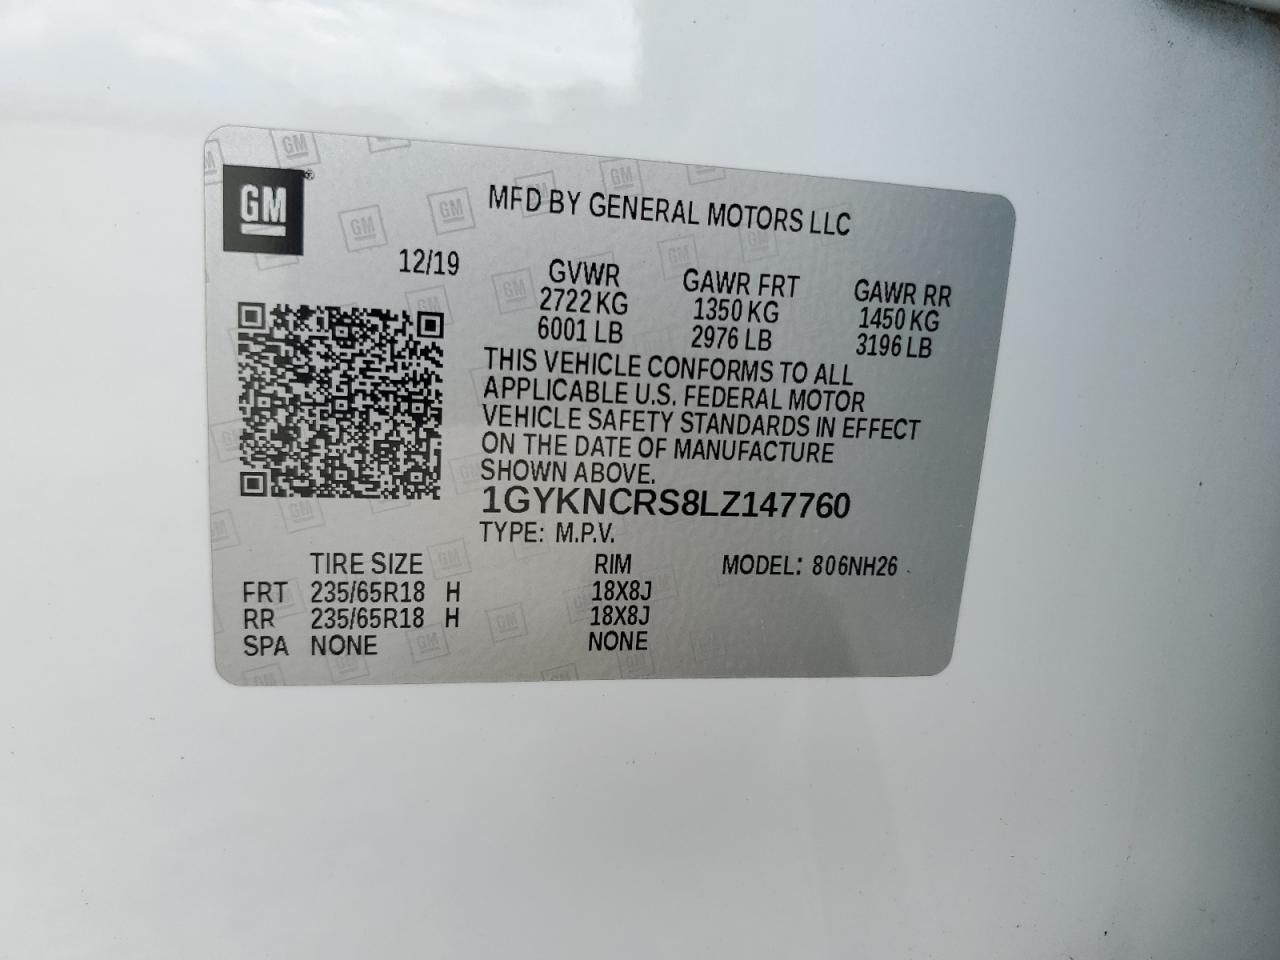 GM
MFD BY GENERAL MOTORS LLC
12/19
GVWR GAWR FRT GAWR RR
2722 KG 1350 KG 1450 KG
6001 LB 2976 LB 3196 LB
THIS VEHICLE CONFORMS TO ALL
APPLICABLE U.S. FEDERAL MOTOR
VEHICLE SAFETY STANDARDS IN EFFECT
ON THE DATE OF MANUFACTURE
SHOWN ABOVE.
1GYKNCRS8LZ147760
TYPE: M.P.V.
TIRE SIZE RIM MODEL: 806NH26
FRT 235/65R18 H 18X8J
RR 235/65R18 H 18X8J
SPA NONE NONE